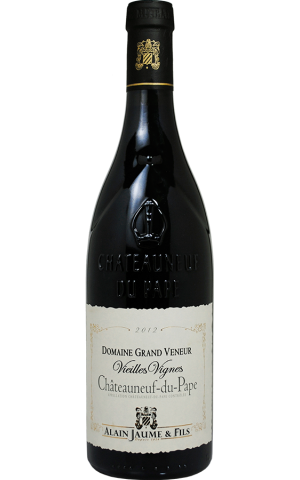 CHATEAUNEUF
DU PAPE
2012
DOMAINE GRAND VENEUR
Vieilles Vignes
Châteauneuf-du-Pape
ALAIN JAUME & FILS